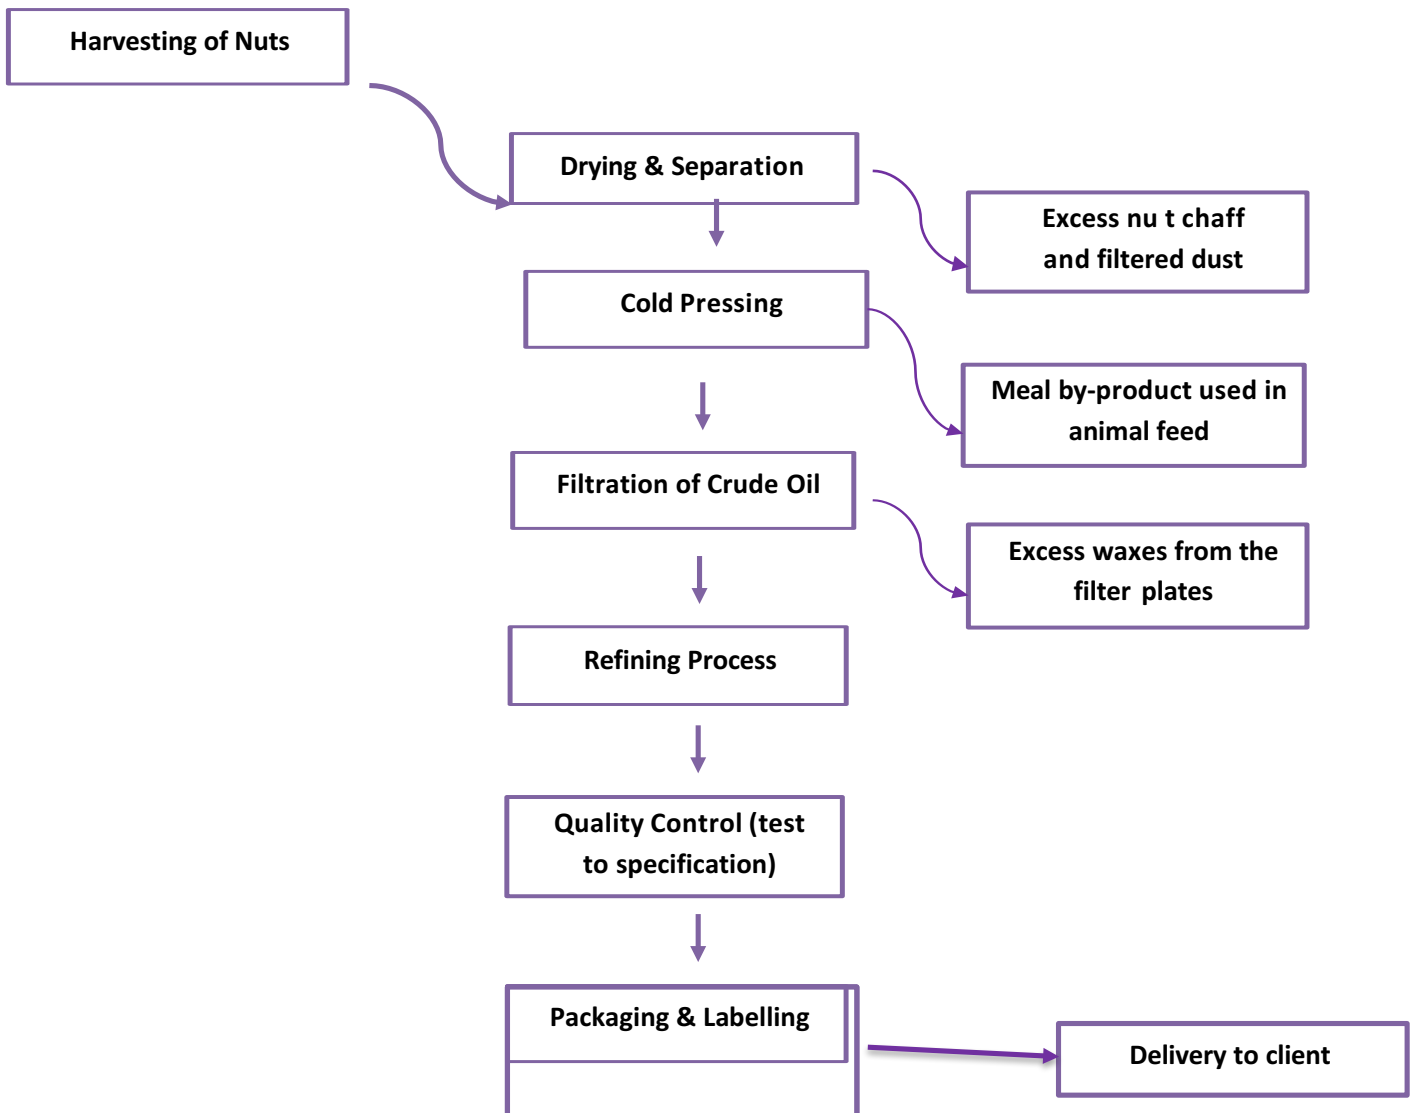 Harvesting of Nuts
Drying & Separation
Excess nu t chaff
and filtered dust
Cold Pressing
Meal by-product used in
animal feed
Filtration of Crude Oil
Excess waxes from the
filter plates
Refining Process
Quality Control (test
to specification)
Packaging & Labelling
Delivery to client